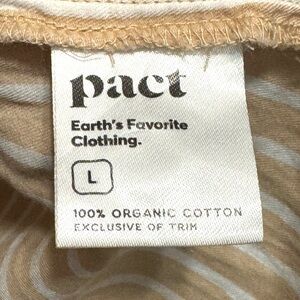 pact
Earth's Favorite
Clothing.
L
100% ORGANIC COTTON
EXCLUSIVE OF TRIM